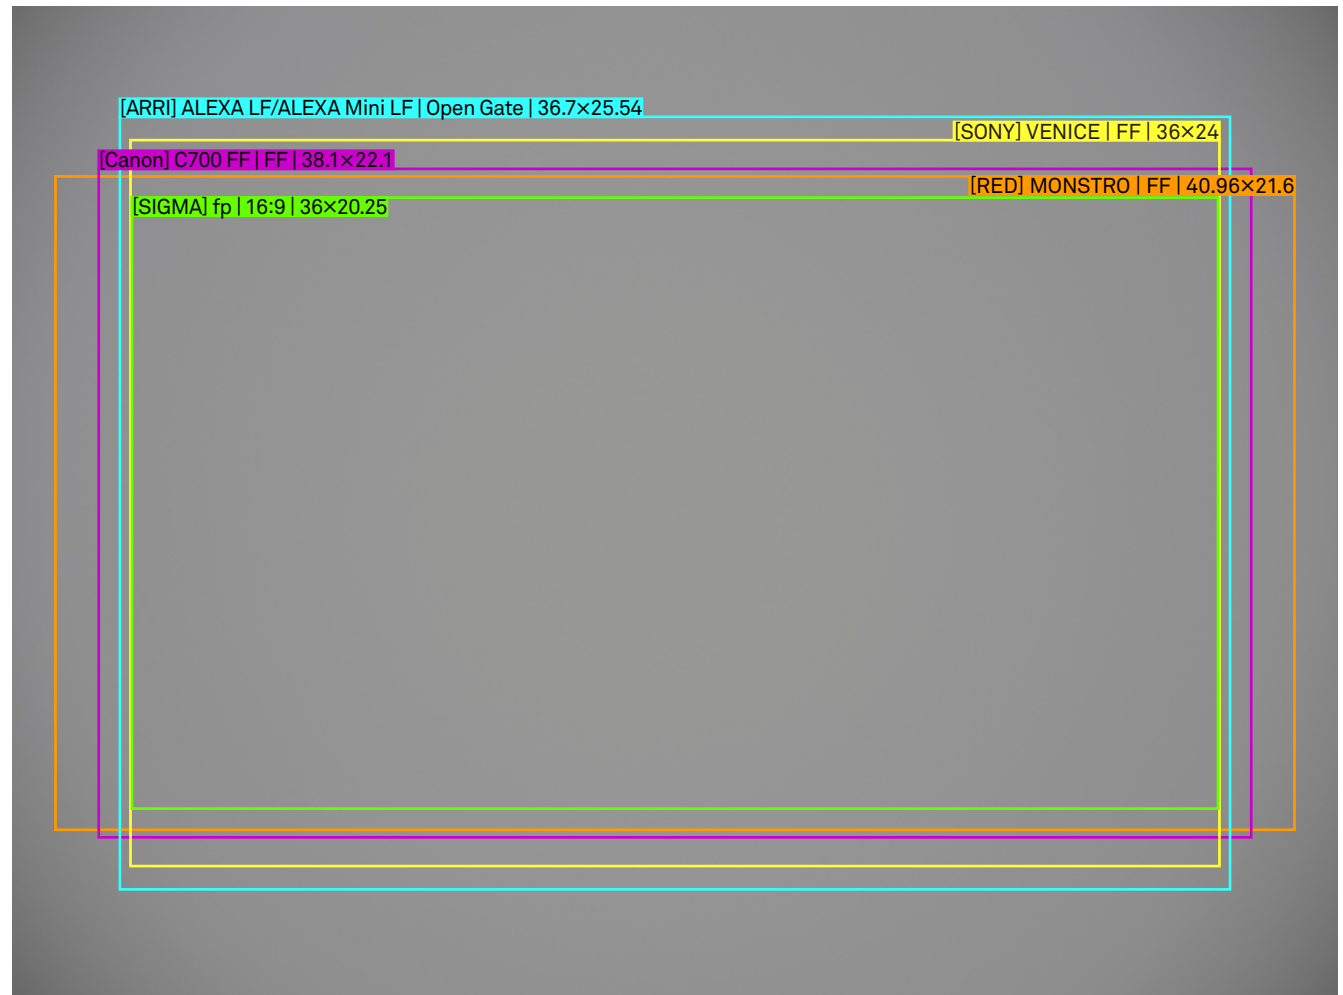 [ARRI] ALEXA LF/ALEXA Mini LF | Open Gate | 36.7×25.54
[SONY] VENICE | FF | 36×24
[Canon] C700 FF | FF | 38.1×22.1
[RED] MONSTRO | FF | 40.96×21.6
[SIGMA] fp | 16:9 | 36×20.25